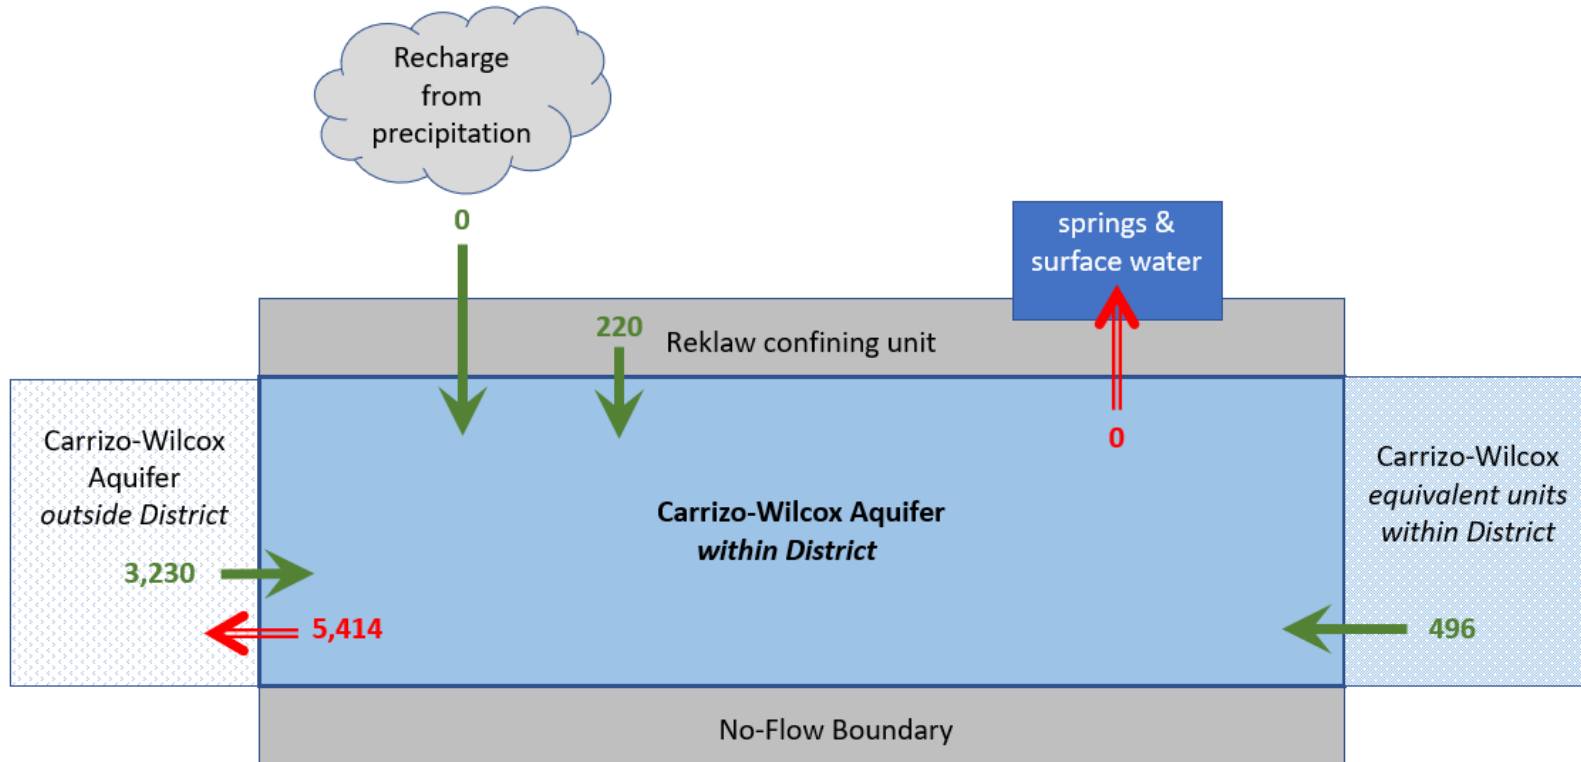 Recharge
from
precipitation
0
springs &
surface water
220
Reklaw confining unit
0
Carrizo-Wilcox
Aquifer
outside District
3,230
5,414
Carrizo-Wilcox Aquifer
within District
Carrizo-Wilcox
equivalent units
within District
496
No-Flow Boundary